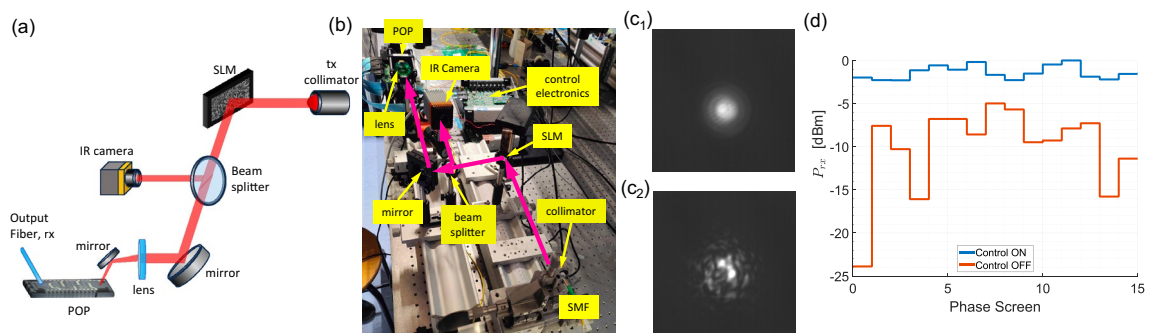 (a)
SLM
tx
collimator
IR camera
Beam
splitter
Output
Fiber, rx
mirror
lens
mirror
POP
(b)
POP
IR Camera
control
electronics
lens
SLM
mirror
beam
splitter
collimator
SMF
(c1)
(c2)
(d)
0
-5
-10
-15
-20
-25
Prx [dBm]
Control ON
Control OFF
0
5
10
15
Phase Screen